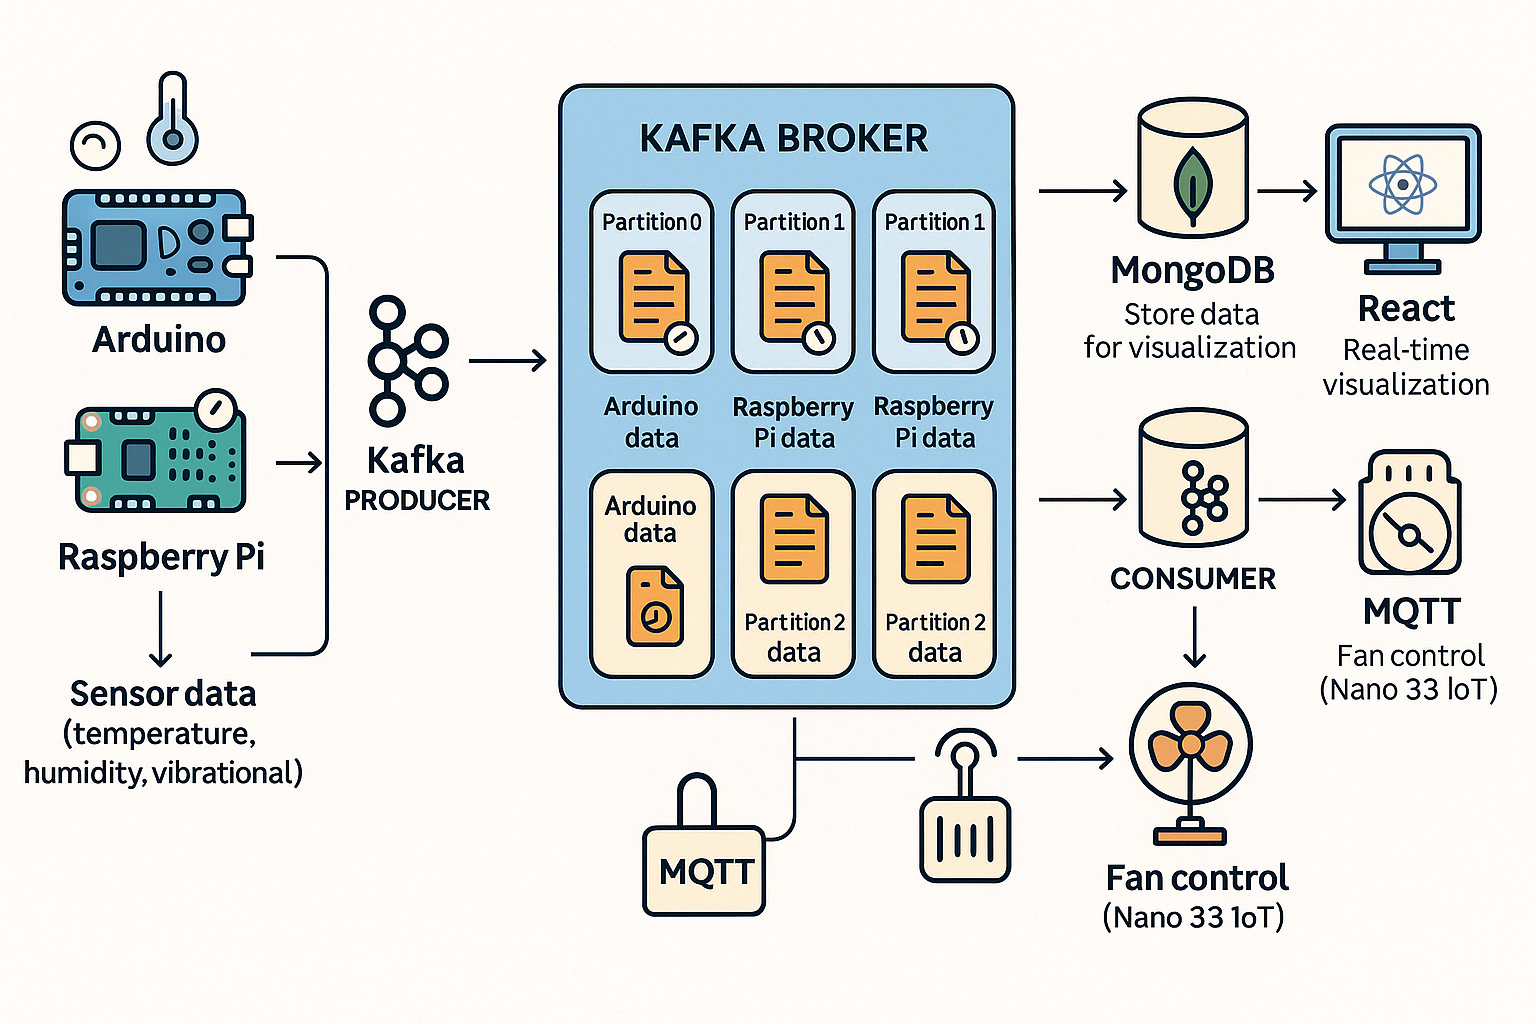 Arduino
Raspberry Pi
Sensor data
(temperature,
humidity, vibrational)
Kafka
PRODUCER
KAFKA BROKER
Partition 0
Partition 1
Partition 1
Arduino
data
Raspberry
Pi data
Raspberry
Pi data
Arduino
data
Partition 2
data
Partition 2
data
MongoDB
Store data
for visualization
React
Real-time
visualization
CONSUMER
MQTT
Fan control
(Nano 33 IoT)
MQTT
Fan control
(Nano 33 1oT)